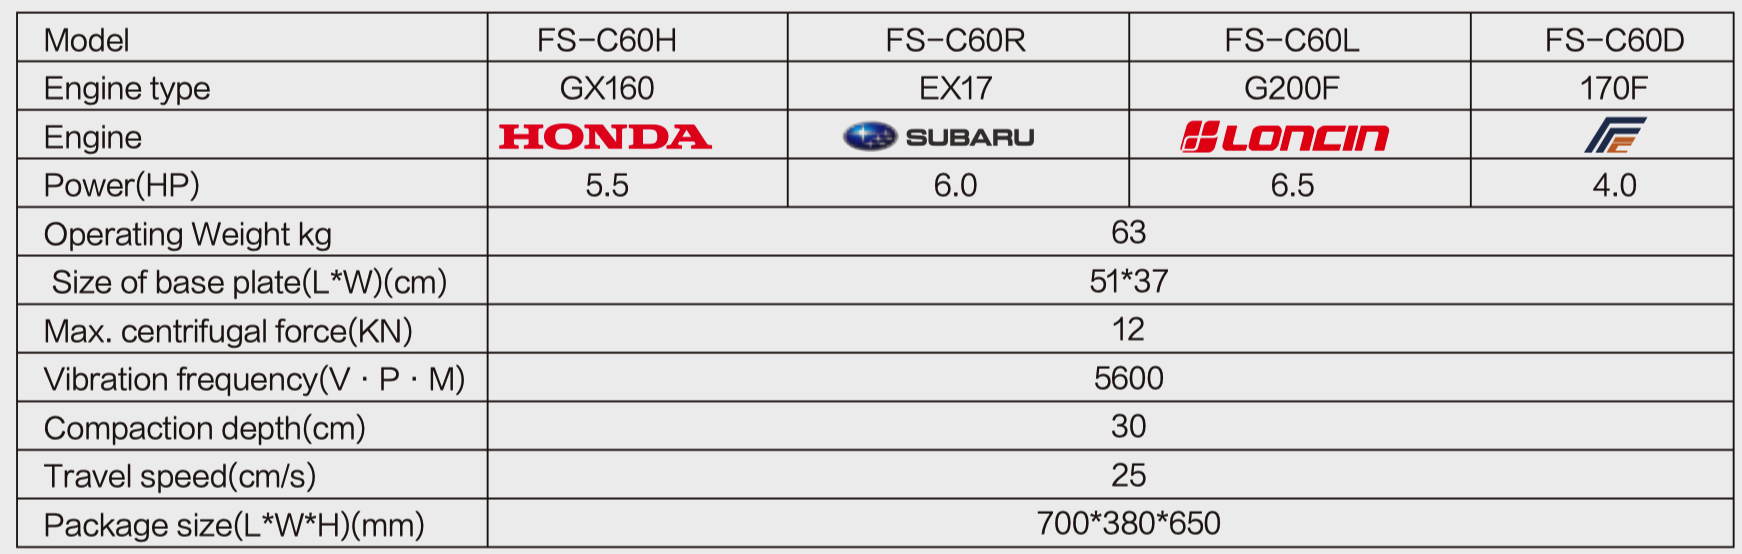 Model FS-C60H FS-C60R FS-C60L FS-C60D
Engine type GX160 EX17 G200F 170F
Engine HONDA SUBARU LONCIN
Power(HP) 5.5 6.0 6.5 4.0
Operating Weight kg 63
Size of base plate(L*W)(cm) 51*37
Max. centrifugal force(KN) 12
Vibration frequency(V · P · M) 5600
Compaction depth(cm) 30
Travel speed(cm/s) 25
Package size(L*W*H)(mm) 700*380*650